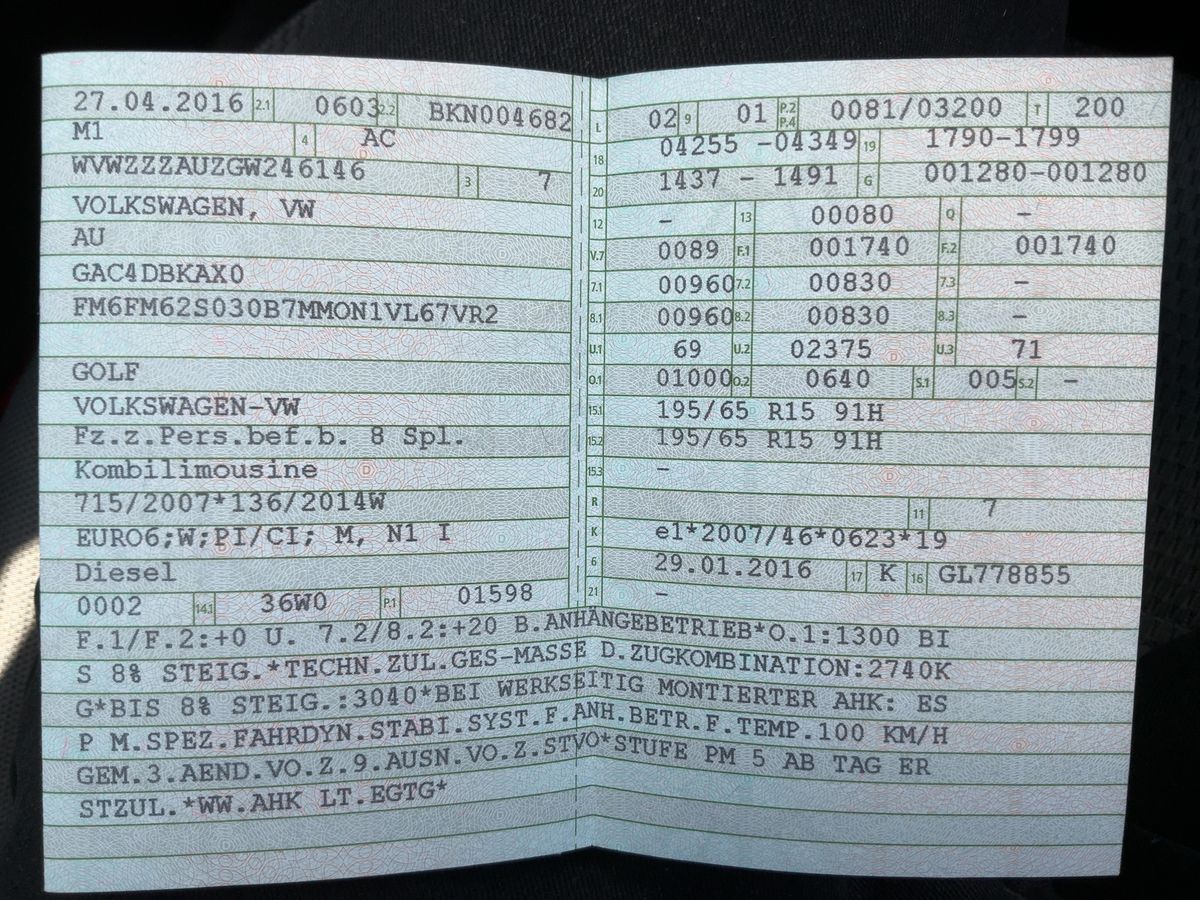 27.04.2016 2.1 0603 2.2 BKN004682
M1 4 AC
WVWZZZAUZGW246146 3 7
VOLKSWAGEN, VW
AU
GAC4DBKAX0
FM6FM62S030B7MMON1VL67VR2
GOLF
VOLKSWAGEN-VW
Fz.z.Pers.bef.b. 8 Spl.
Kombilimousine
715/2007*136/2014W
EURO6;W;PI/CI; M, N1 I
Diesel
0002 14.1 36W0 P.1 01598
L 02 9 01 P.2 P.4 0081/03200 T 200
18 04255 -04349 19 1790-1799
20 1437 - 1491 G 001280-001280
12 - 13 00080 Q -
V.7 0089 F.1 001740 F.2 001740
7.1 00960 7.2 00830 7.3 -
8.1 00960 8.2 00830 8.3 -
U.1 69 U.2 02375 U.3 71
O.1 01000 O.2 0640 S.1 005 S.2 -
15.1 195/65 R15 91H
15.2 195/65 R15 91H
15.3 -
R 11 7
K e1*2007/46*0623*19
6 29.01.2016 17 K 16 GL778855
21 -
F.1/F.2:+0 U. 7.2/8.2:+20 B.ANHÄNGEBETRIEB*O.1:1300 BI
S 8% STEIG.*TECHN.ZUL.GES-MASSE D.ZUGKOMBINATION:2740K
G*BIS 8% STEIG.:3040*BEI WERKSEITIG MONTIERTER AHK: ES
P M.SPEZ.FAHRDYN.STABI.SYST.F.ANH.BETR.F.TEMP.100 KM/H
GEM.3.AEND.VO.Z.9.AUSN.VO.Z.STVO*STUFE PM 5 AB TAG ER
STZUL.*WW.AHK LT.EGTG*